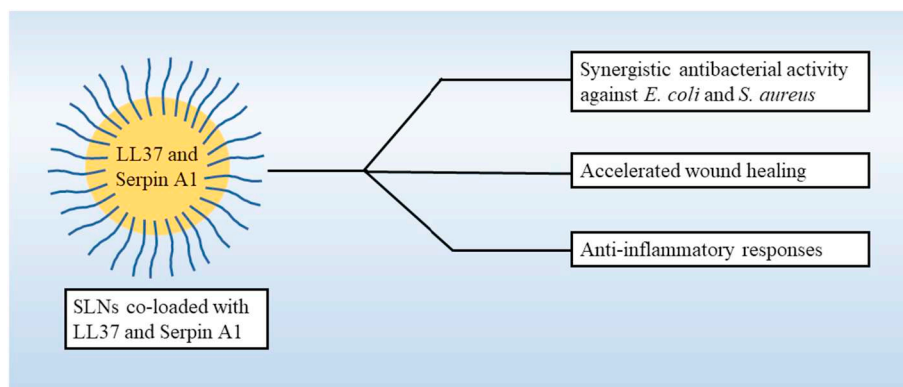 LL37 and
Serpin A1
SLNs co-loaded with
LL37 and Serpin A1
Synergistic antibacterial activity
against E. coli and S. aureus
Accelerated wound healing
Anti-inflammatory responses